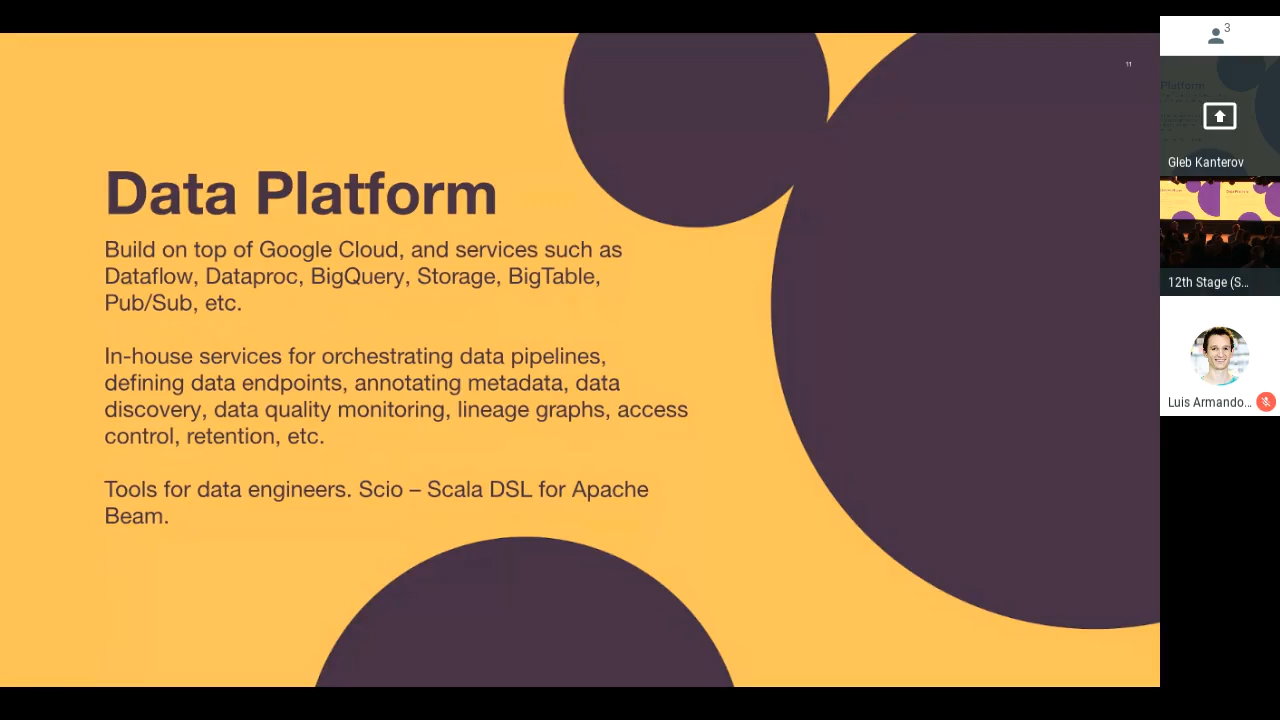 11
Data Platform
Build on top of Google Cloud, and services such as
Dataflow, Dataproc, BigQuery, Storage, BigTable,
Pub/Sub, etc.
In-house services for orchestrating data pipelines,
defining data endpoints, annotating metadata, data
discovery, data quality monitoring, lineage graphs, access
control, retention, etc.
Tools for data engineers. Scio – Scala DSL for Apache
Beam.
3
Platform
Gleb Kanterov
12th Stage (S...
Luis Armando...